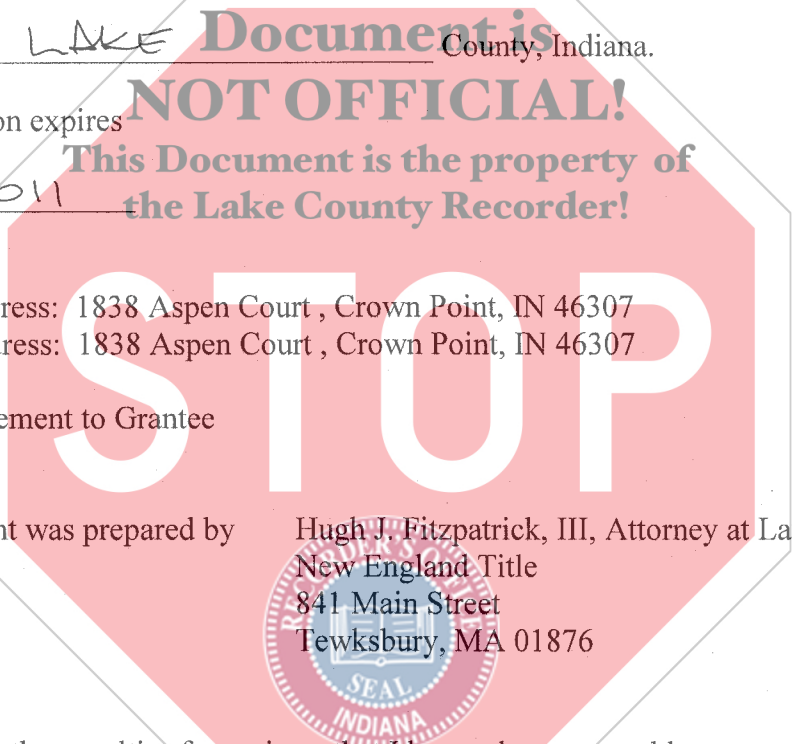 LAKE County, Indiana.
Document is
NOT OFFICIAL!
on expires
This Document is the property of
the Lake County Recorder!
011
ress: 1838 Aspen Court , Crown Point, IN 46307
ress: 1838 Aspen Court , Crown Point, IN 46307
STOP
ement to Grantee
nt was prepared by Hugh J. Fitzpatrick, III, Attorney at La
New England Title
841 Main Street
Tewksbury, MA 01876
RECORDER'S OFFICE
SEAL
INDIANA